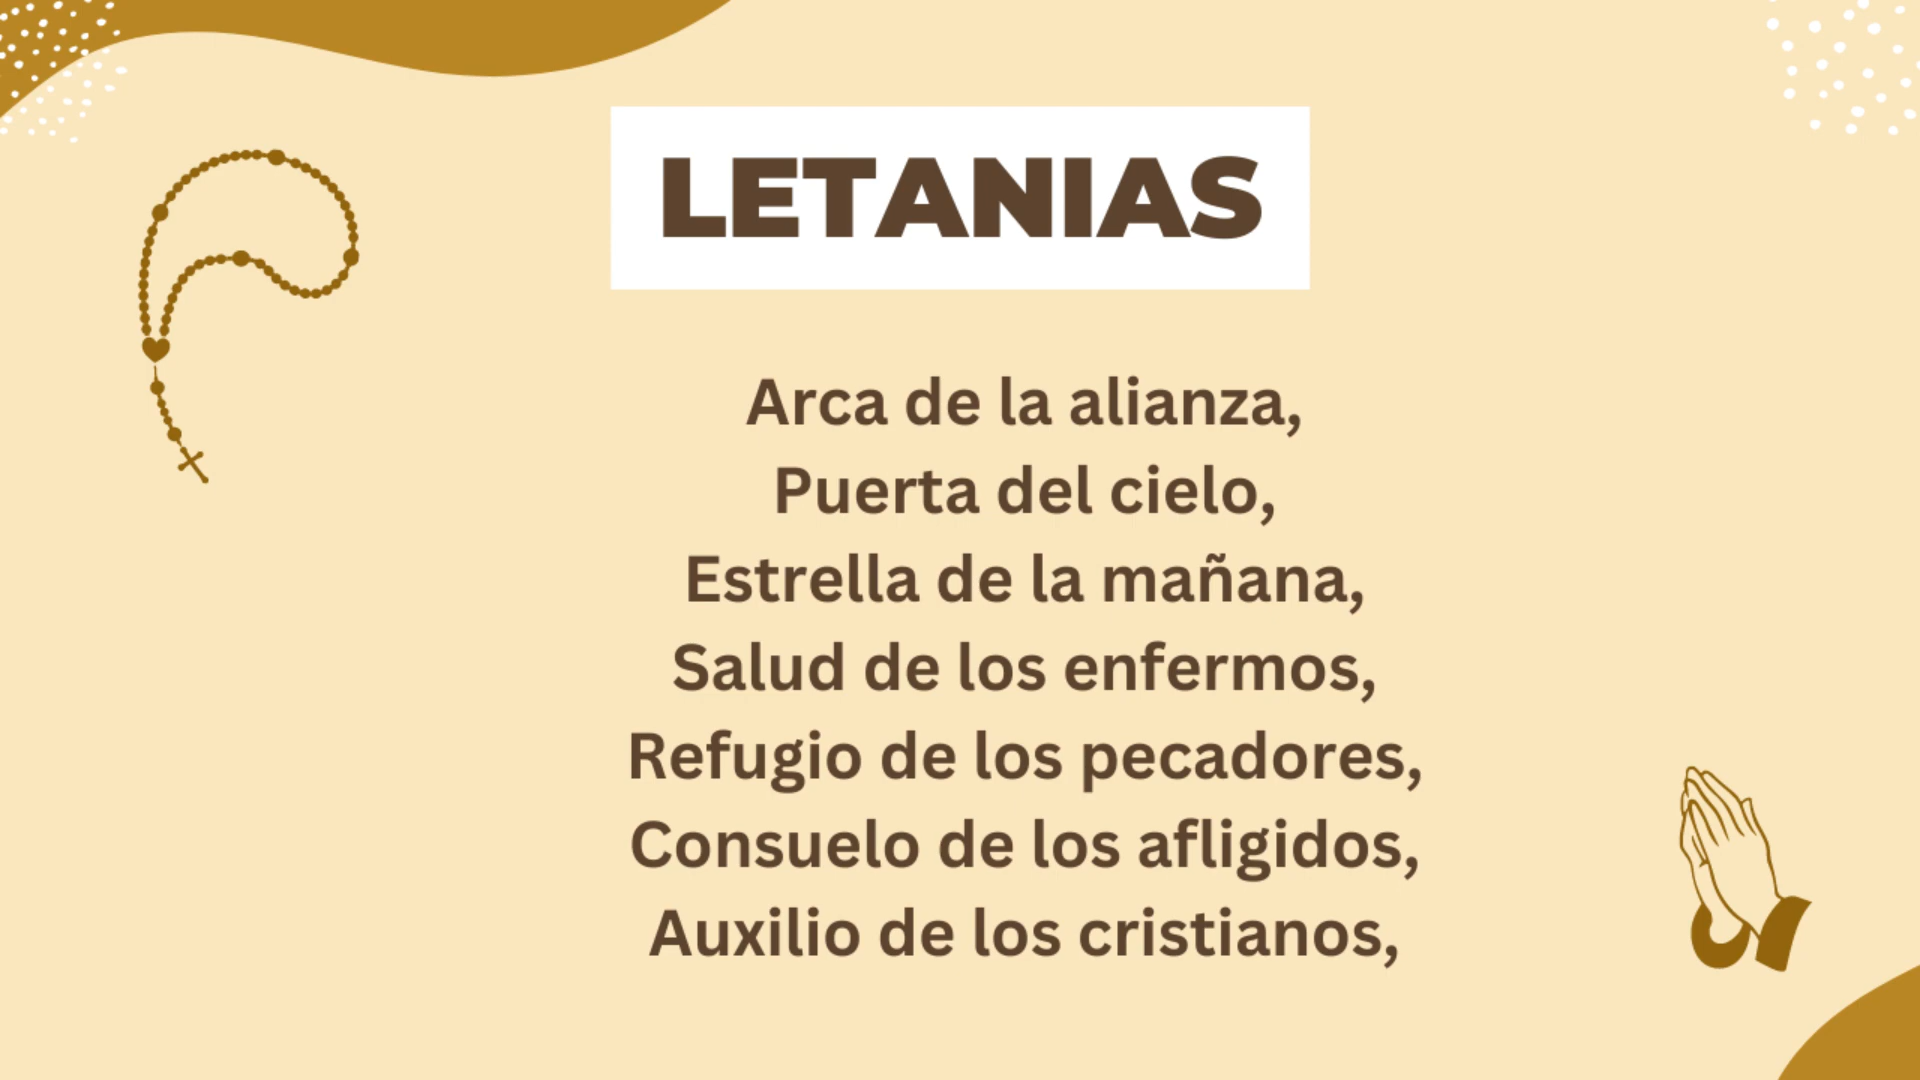 LETANIAS
Arca de la alianza,
Puerta del cielo,
Estrella de la mañana,
Salud de los enfermos,
Refugio de los pecadores,
Consuelo de los afligidos,
Auxilio de los cristianos,